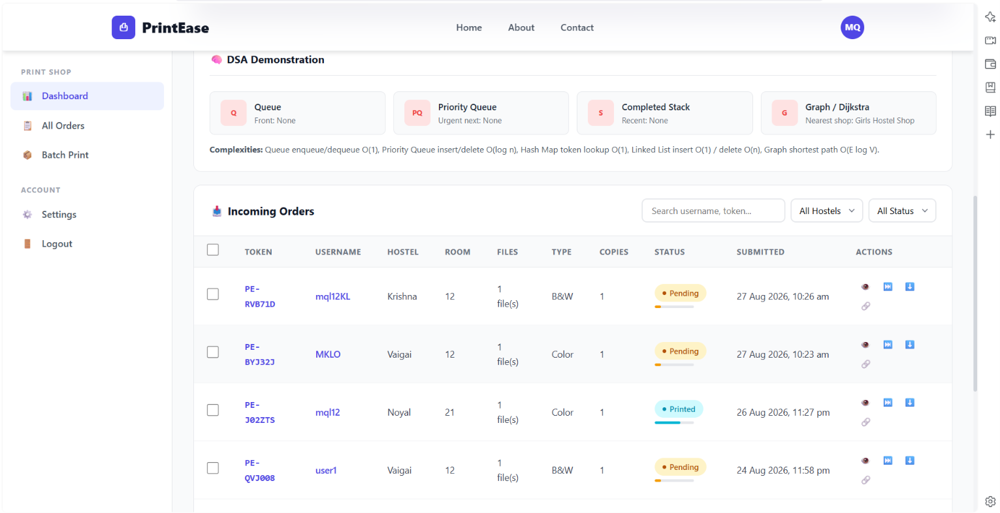 PrintEase
Home About Contact
MQ
PRINT SHOP
Dashboard
All Orders
Batch Print
ACCOUNT
Settings
Logout
DSA Demonstration
Q
Queue
Front: None
PQ
Priority Queue
Urgent next: None
S
Completed Stack
Recent: None
G
Graph / Dijkstra
Nearest shop: Girls Hostel Shop
Complexities: Queue enqueue/dequeue O(1), Priority Queue insert/delete O(log n), Hash Map token lookup O(1), Linked List insert O(1) / delete O(n), Graph shortest path O(E log V).
Incoming Orders
Search username, token...
All Hostels
All Status
TOKEN USERNAME HOSTEL ROOM FILES TYPE COPIES STATUS SUBMITTED ACTIONS
PE-
RVB71D
mql12KL Krishna 12
1
file(s)
B&W 1 Pending 27 Aug 2026, 10:26 am
PE-
BYJ32J
MKLO Vaigai 12
1
file(s)
Color 1 Pending 27 Aug 2026, 10:23 am
PE-
J02ZTS
mql12 Noyal 21
1
file(s)
Color 1 Printed 26 Aug 2026, 11:27 pm
PE-
QVJ008
user1 Vaigai 12
1
file(s)
B&W 1 Pending 24 Aug 2026, 11:58 pm